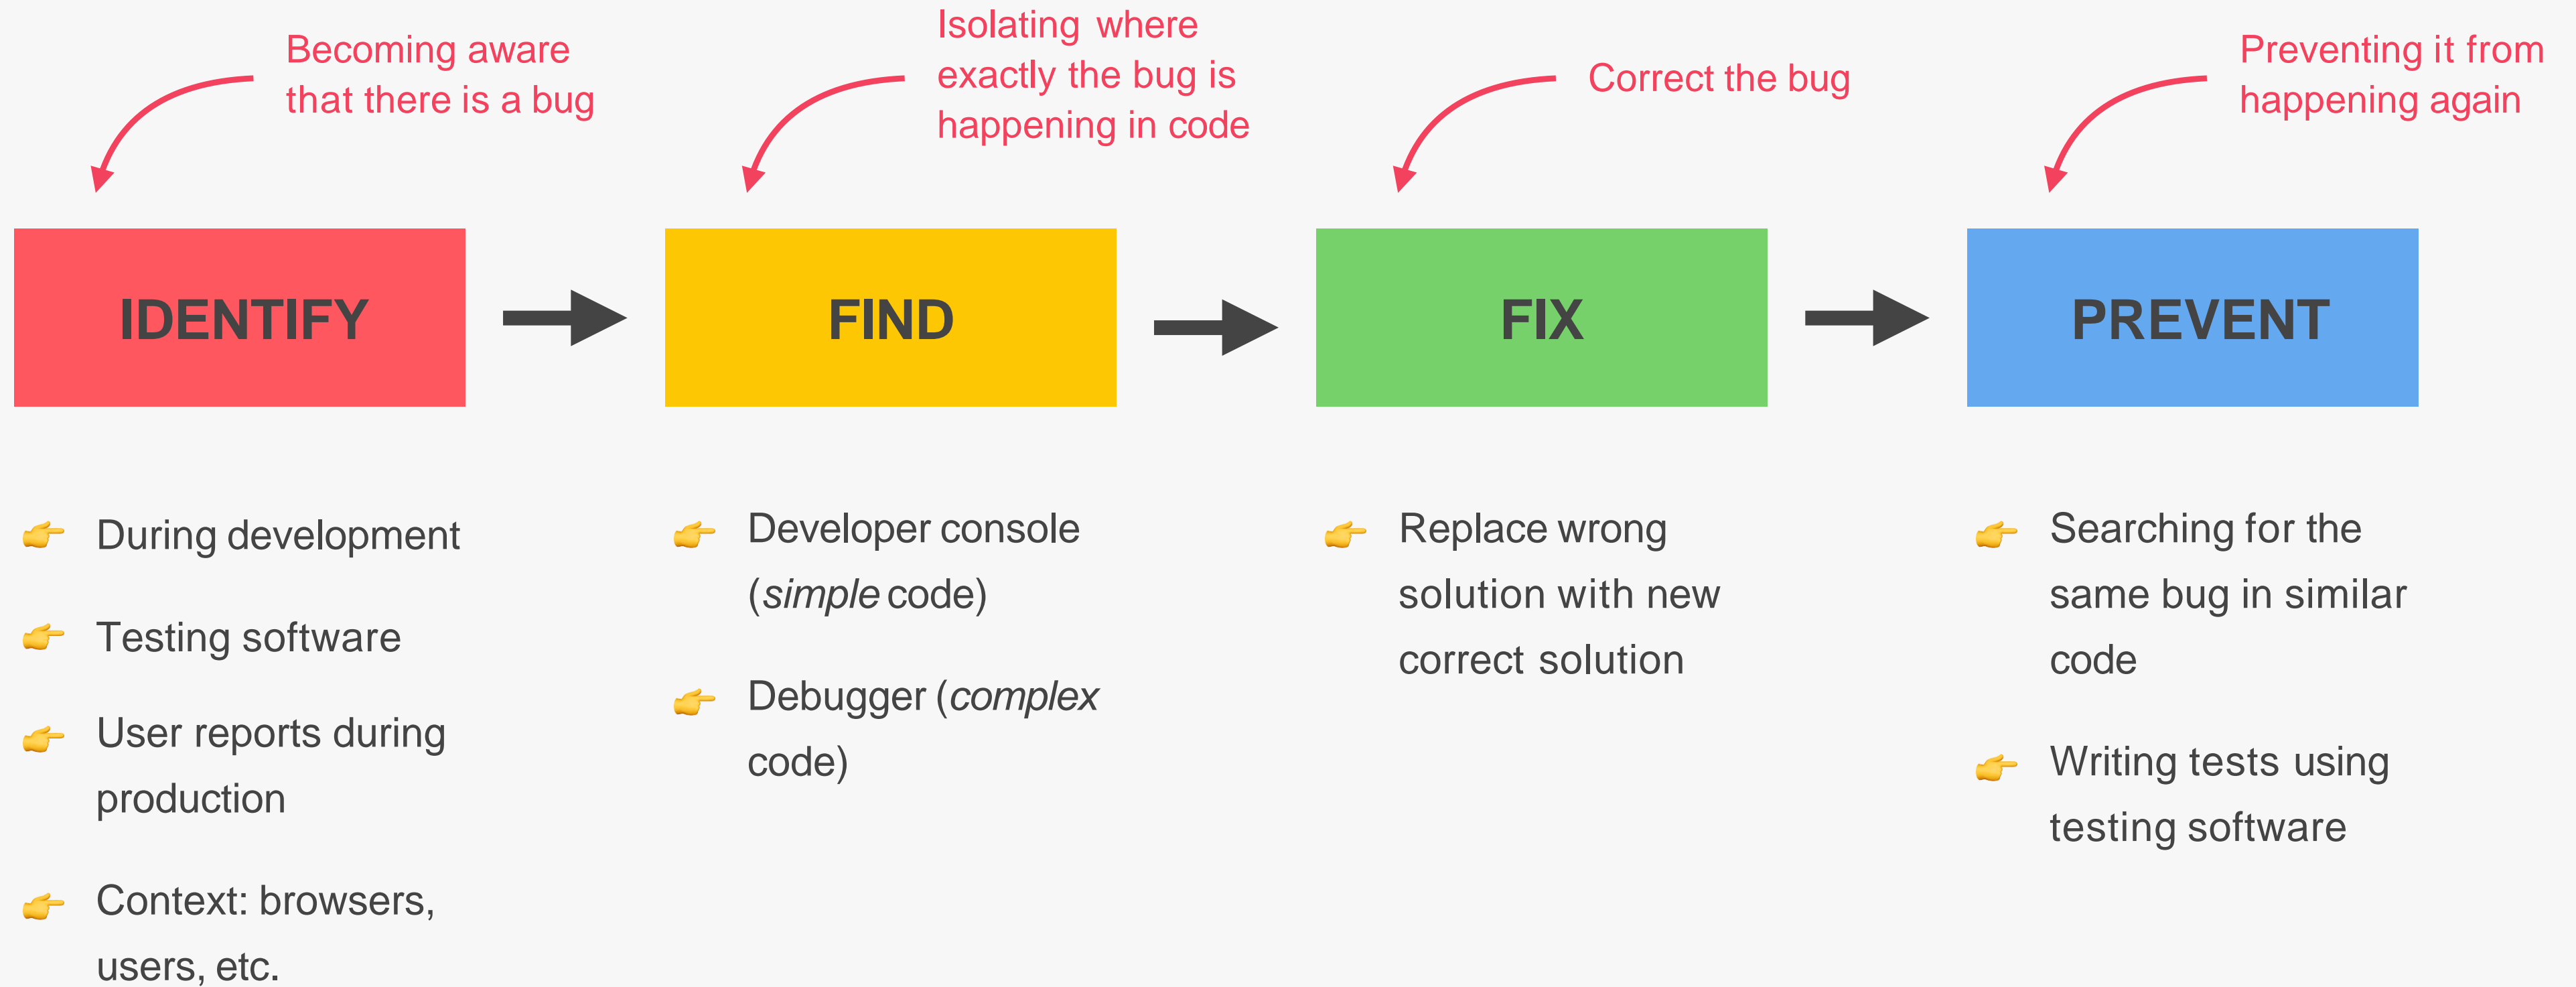 Becoming aware
that there is a bug
Isolating where
exactly the bug is
happening in code
Correct the bug
Preventing it from
happening again
IDENTIFY
FIND
FIX
PREVENT
During development
Testing software
User reports during
production
Context: browsers,
users, etc.
Developer console
(simple code)
Debugger (complex
code)
Replace wrong
solution with new
correct solution
Searching for the
same bug in similar
code
Writing tests using
testing software